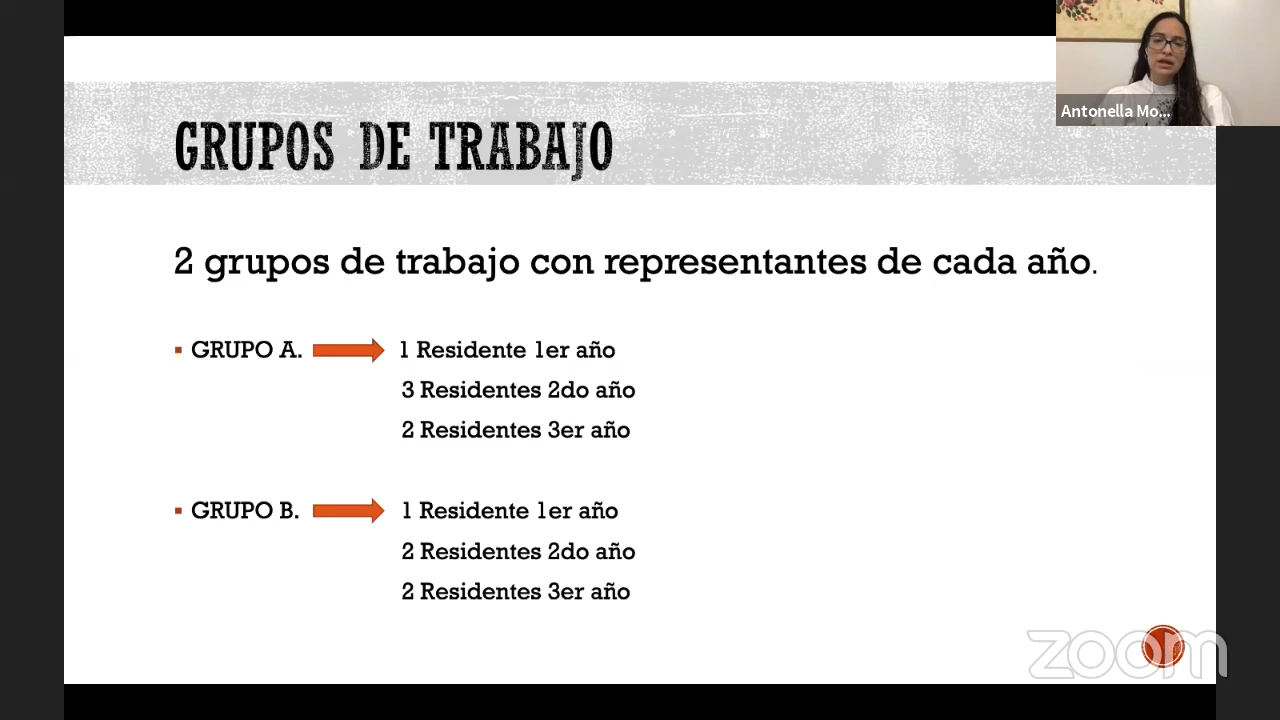 Antonella Mo...
GRUPOS DE TRABAJO
2 grupos de trabajo con representantes de cada año.
▪ GRUPO A. 1 Residente 1er año
3 Residentes 2do año
2 Residentes 3er año
▪ GRUPO B. 1 Residente 1er año
2 Residentes 2do año
2 Residentes 3er año
zoom